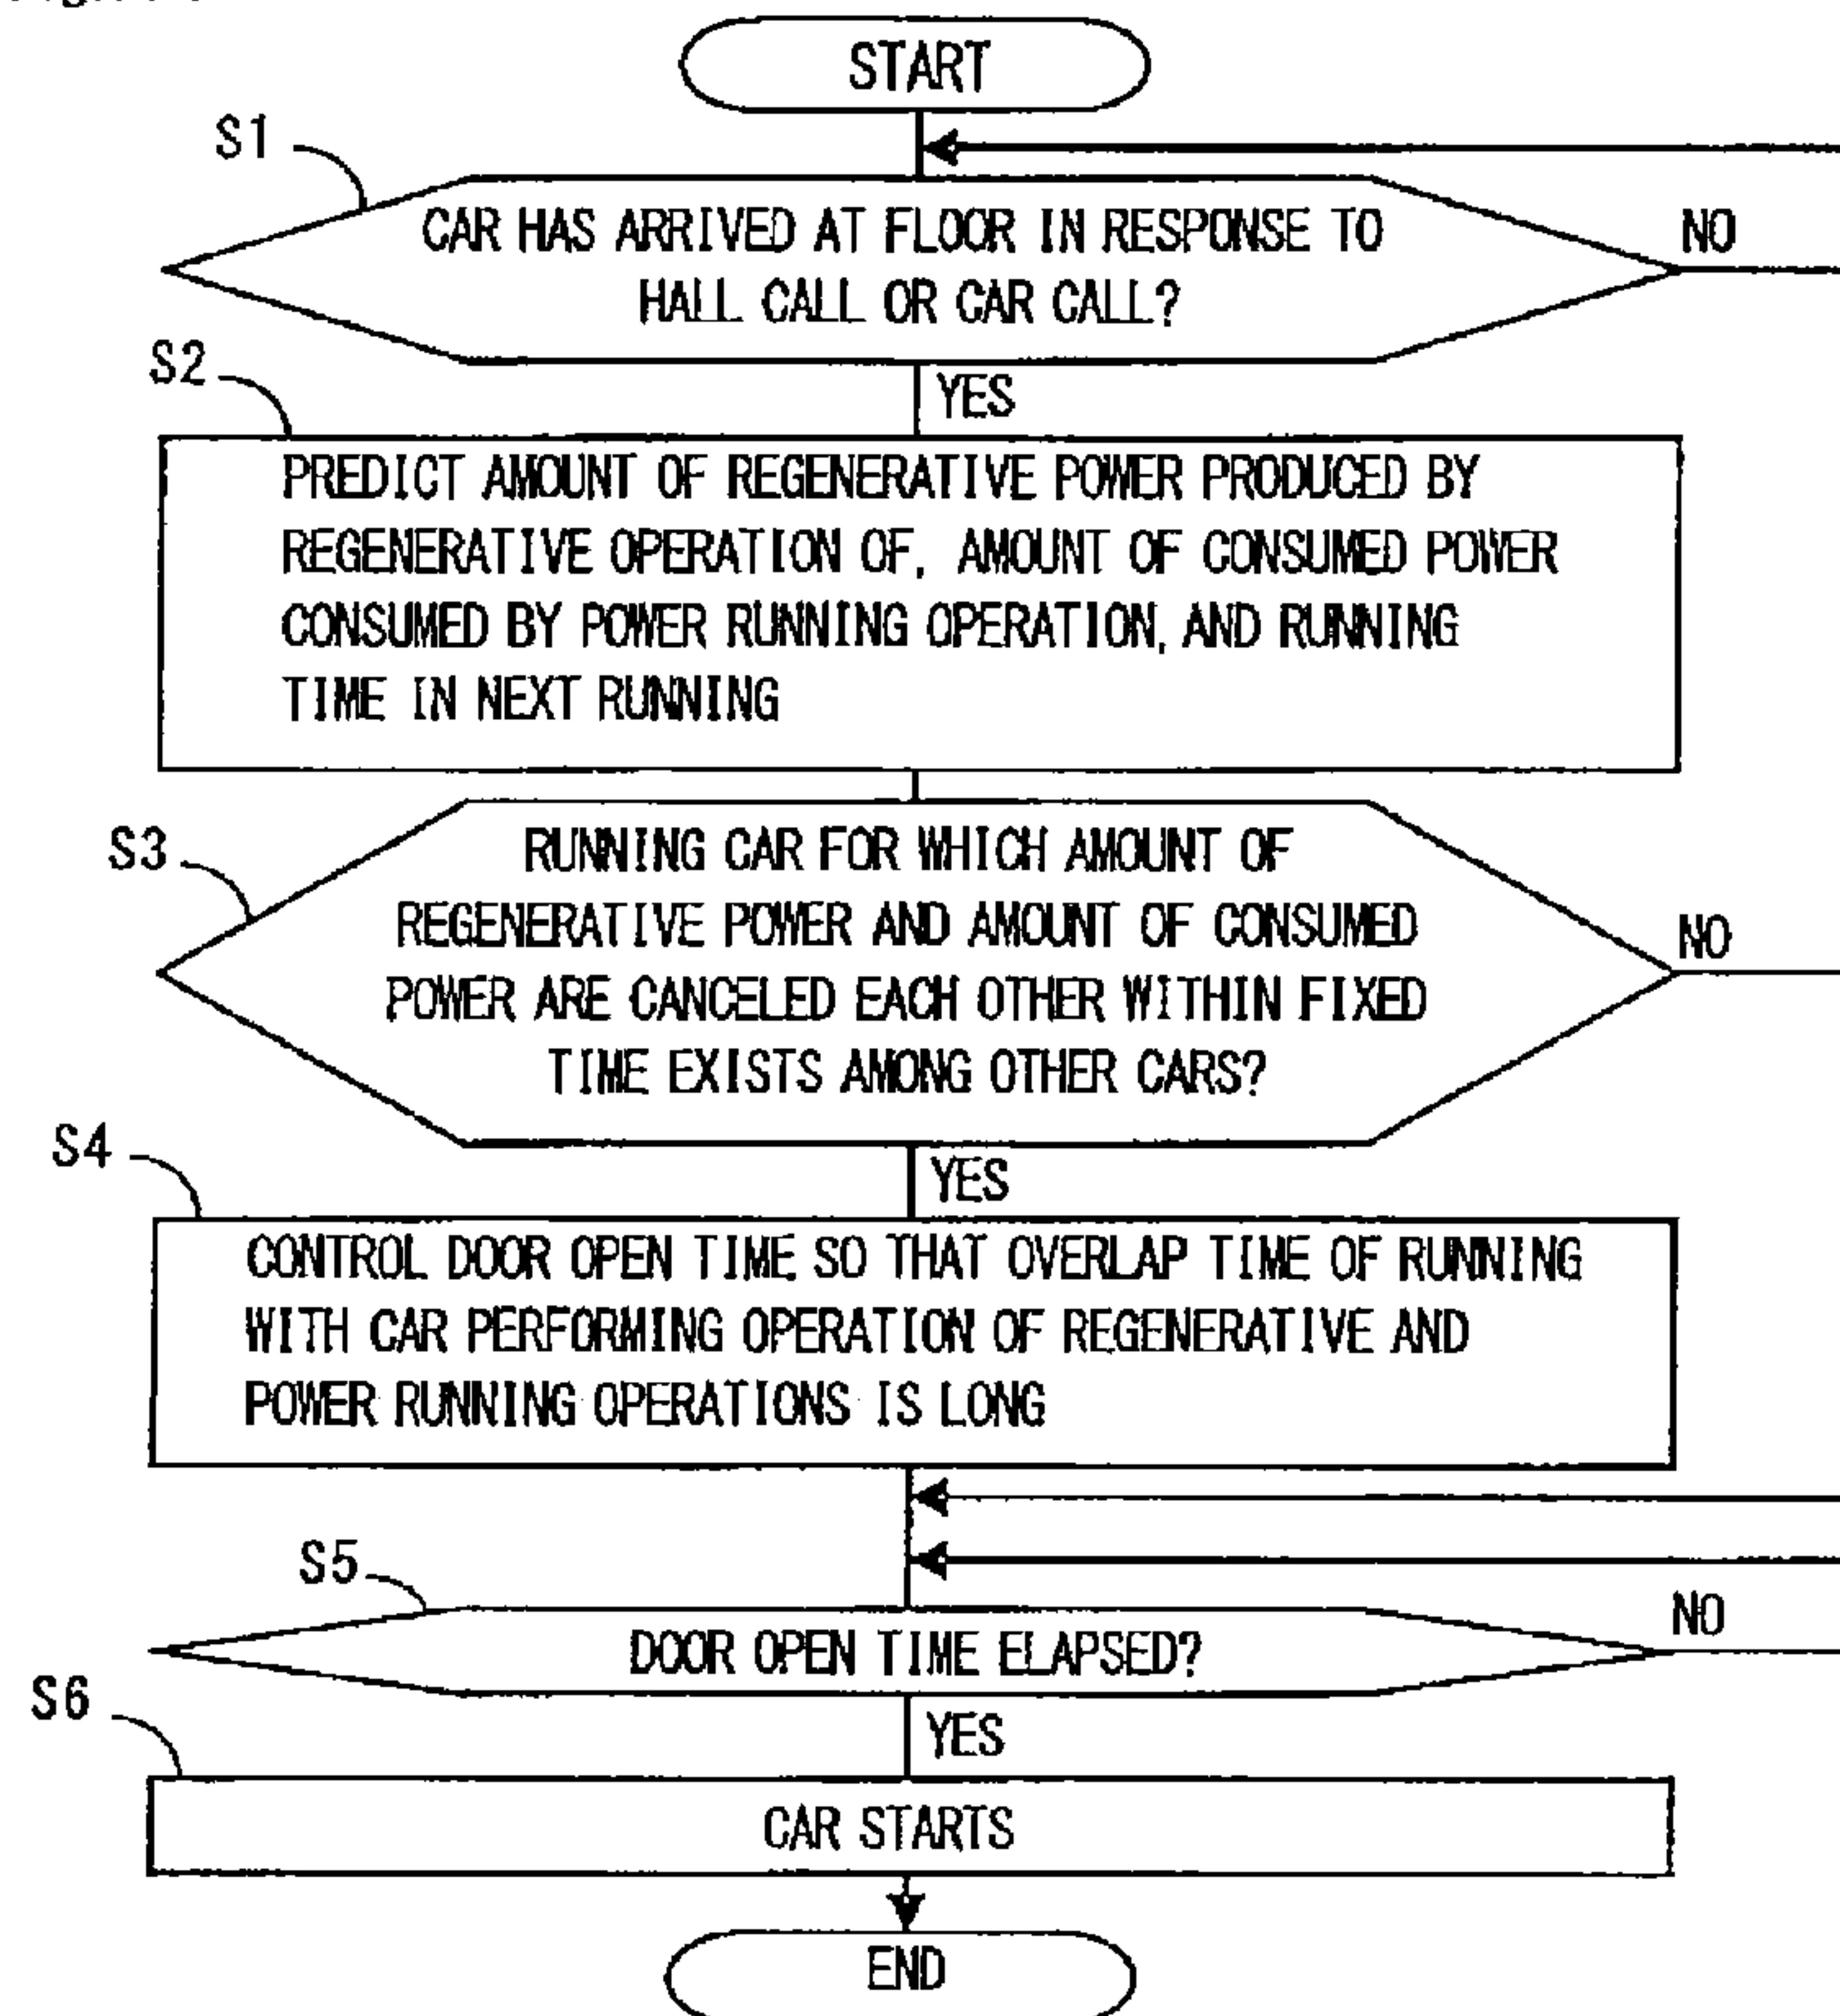 START
S1
CAR HAS ARRIVED AT FLOOR IN RESPONSE TO
HALL CALL OR CAR CALL?
NO
YES
S2
PREDICT AMOUNT OF REGENERATIVE POWER PRODUCED BY
REGENERATIVE OPERATION OF, AMOUNT OF CONSUMED POWER
CONSUMED BY POWER RUNNING OPERATION, AND RUNNING
TIME IN NEXT RUNNING
S3
RUNNING CAR FOR WHICH AMOUNT OF
REGENERATIVE POWER AND AMOUNT OF CONSUMED
POWER ARE CANCELED EACH OTHER WITHIN FIXED
TIME EXISTS AMONG OTHER CARS?
NO
YES
S4
CONTROL DOOR OPEN TIME SO THAT OVERLAP TIME OF RUNNING
WITH CAR PERFORMING OPERATION OF REGENERATIVE AND
POWER RUNNING OPERATIONS IS LONG
S5
DOOR OPEN TIME ELAPSED?
NO
YES
S6
CAR STARTS
END